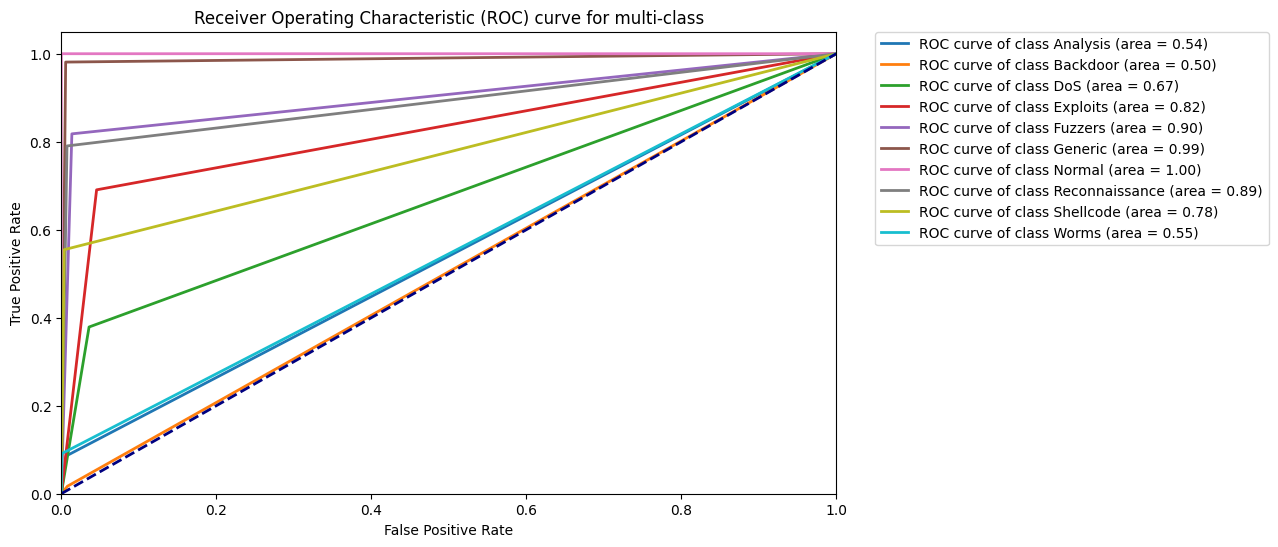 Receiver Operating Characteristic (ROC) curve for multi-class
True Positive Rate
1.0
0.8
0.6
0.4
0.2
0.0
0.0 0.2 0.4 0.6 0.8 1.0
False Positive Rate
ROC curve of class Analysis (area = 0.54)
ROC curve of class Backdoor (area = 0.50)
ROC curve of class DoS (area = 0.67)
ROC curve of class Exploits (area = 0.82)
ROC curve of class Fuzzers (area = 0.90)
ROC curve of class Generic (area = 0.99)
ROC curve of class Normal (area = 1.00)
ROC curve of class Reconnaissance (area = 0.89)
ROC curve of class Shellcode (area = 0.78)
ROC curve of class Worms (area = 0.55)